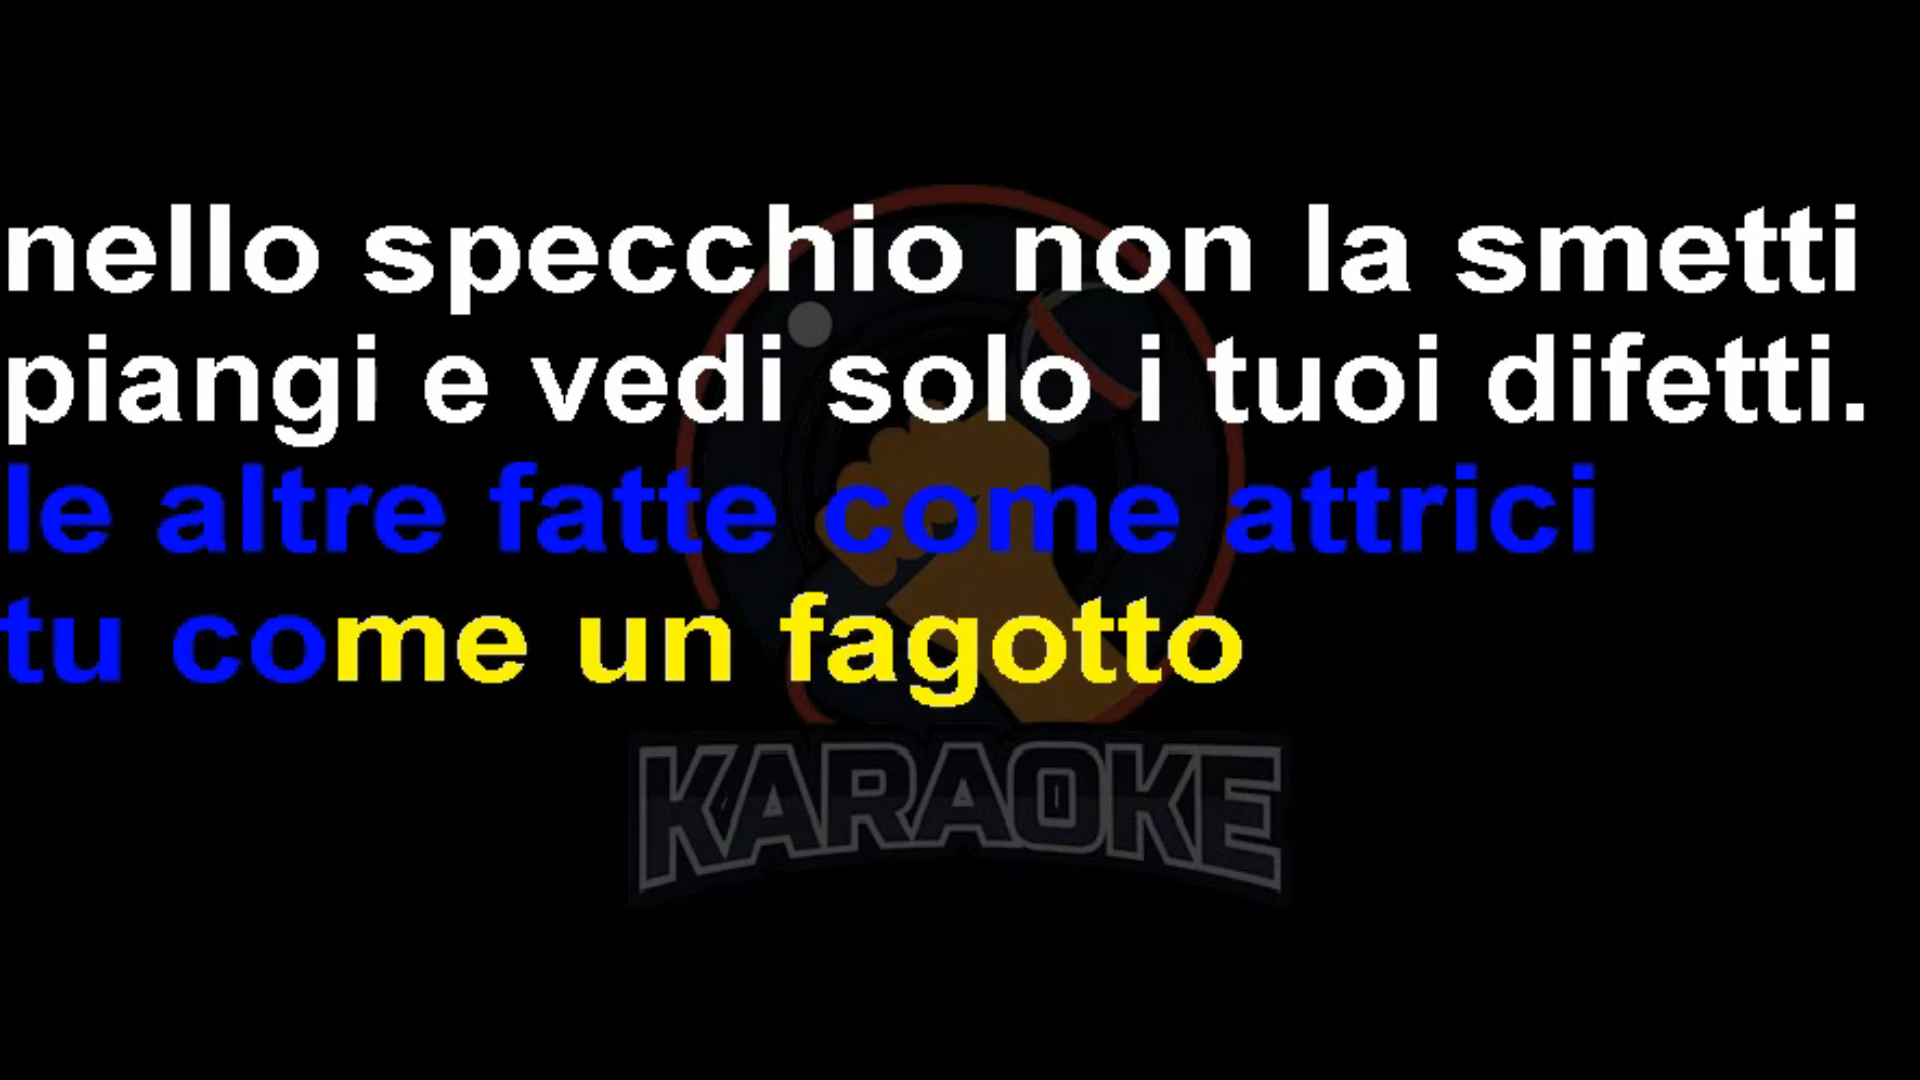 nello specchio non la smetti
piangi e vedi solo i tuoi difetti.
le altre fatte come attrici
tu come un fagotto
KARAOKE